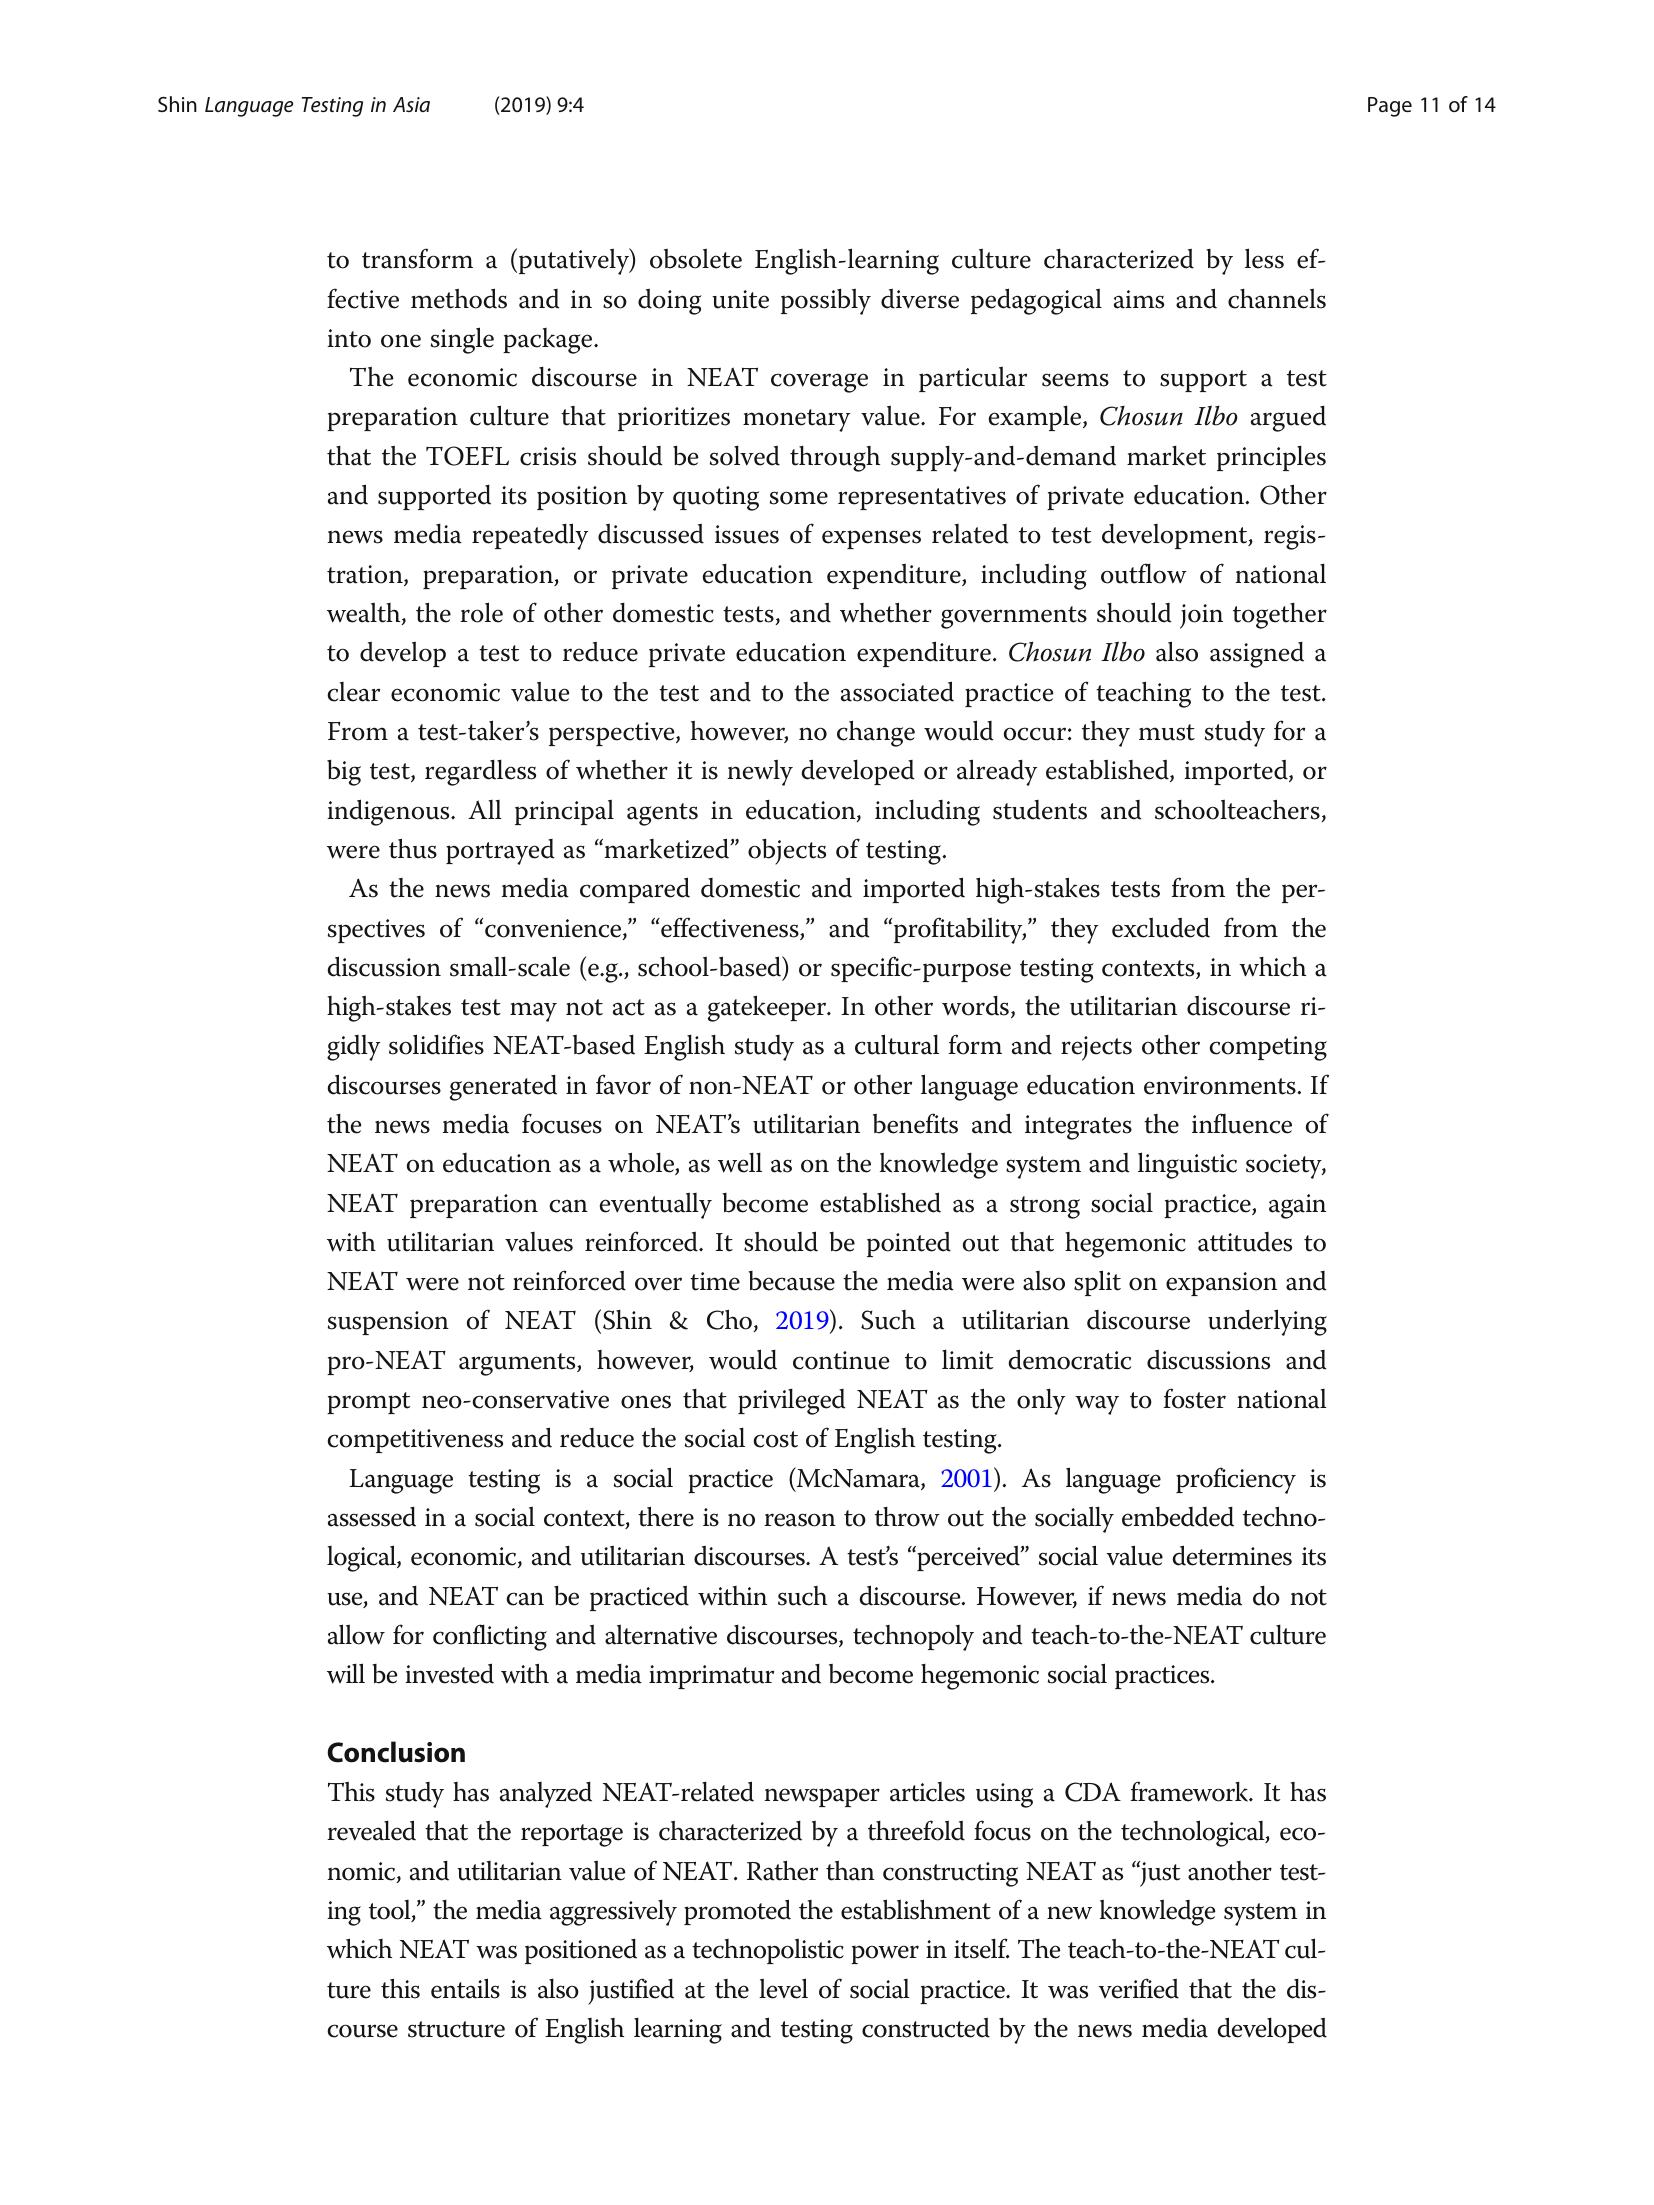 Shin Language Testing in Asia (2019) 9:4 Page 11 of 14
to transform a (putatively) obsolete English-learning culture characterized by less ef-
fective methods and in so doing unite possibly diverse pedagogical aims and channels
into one single package.
The economic discourse in NEAT coverage in particular seems to support a test
preparation culture that prioritizes monetary value. For example, Chosun Ilbo argued
that the TOEFL crisis should be solved through supply-and-demand market principles
and supported its position by quoting some representatives of private education. Other
news media repeatedly discussed issues of expenses related to test development, regis-
tration, preparation, or private education expenditure, including outflow of national
wealth, the role of other domestic tests, and whether governments should join together
to develop a test to reduce private education expenditure. Chosun Ilbo also assigned a
clear economic value to the test and to the associated practice of teaching to the test.
From a test-taker’s perspective, however, no change would occur: they must study for a
big test, regardless of whether it is newly developed or already established, imported, or
indigenous. All principal agents in education, including students and schoolteachers,
were thus portrayed as “marketized” objects of testing.
As the news media compared domestic and imported high-stakes tests from the per-
spectives of “convenience,” “effectiveness,” and “profitability,” they excluded from the
discussion small-scale (e.g., school-based) or specific-purpose testing contexts, in which a
high-stakes test may not act as a gatekeeper. In other words, the utilitarian discourse ri-
gidly solidifies NEAT-based English study as a cultural form and rejects other competing
discourses generated in favor of non-NEAT or other language education environments. If
the news media focuses on NEAT’s utilitarian benefits and integrates the influence of
NEAT on education as a whole, as well as on the knowledge system and linguistic society,
NEAT preparation can eventually become established as a strong social practice, again
with utilitarian values reinforced. It should be pointed out that hegemonic attitudes to
NEAT were not reinforced over time because the media were also split on expansion and
suspension of NEAT (Shin & Cho, 2019). Such a utilitarian discourse underlying
pro-NEAT arguments, however, would continue to limit democratic discussions and
prompt neo-conservative ones that privileged NEAT as the only way to foster national
competitiveness and reduce the social cost of English testing.
Language testing is a social practice (McNamara, 2001). As language proficiency is
assessed in a social context, there is no reason to throw out the socially embedded techno-
logical, economic, and utilitarian discourses. A test’s “perceived” social value determines its
use, and NEAT can be practiced within such a discourse. However, if news media do not
allow for conflicting and alternative discourses, technopoly and teach-to-the-NEAT culture
will be invested with a media imprimatur and become hegemonic social practices.
Conclusion
This study has analyzed NEAT-related newspaper articles using a CDA framework. It has
revealed that the reportage is characterized by a threefold focus on the technological, eco-
nomic, and utilitarian value of NEAT. Rather than constructing NEAT as “just another test-
ing tool,” the media aggressively promoted the establishment of a new knowledge system in
which NEAT was positioned as a technopolistic power in itself. The teach-to-the-NEAT cul-
ture this entails is also justified at the level of social practice. It was verified that the dis-
course structure of English learning and testing constructed by the news media developed